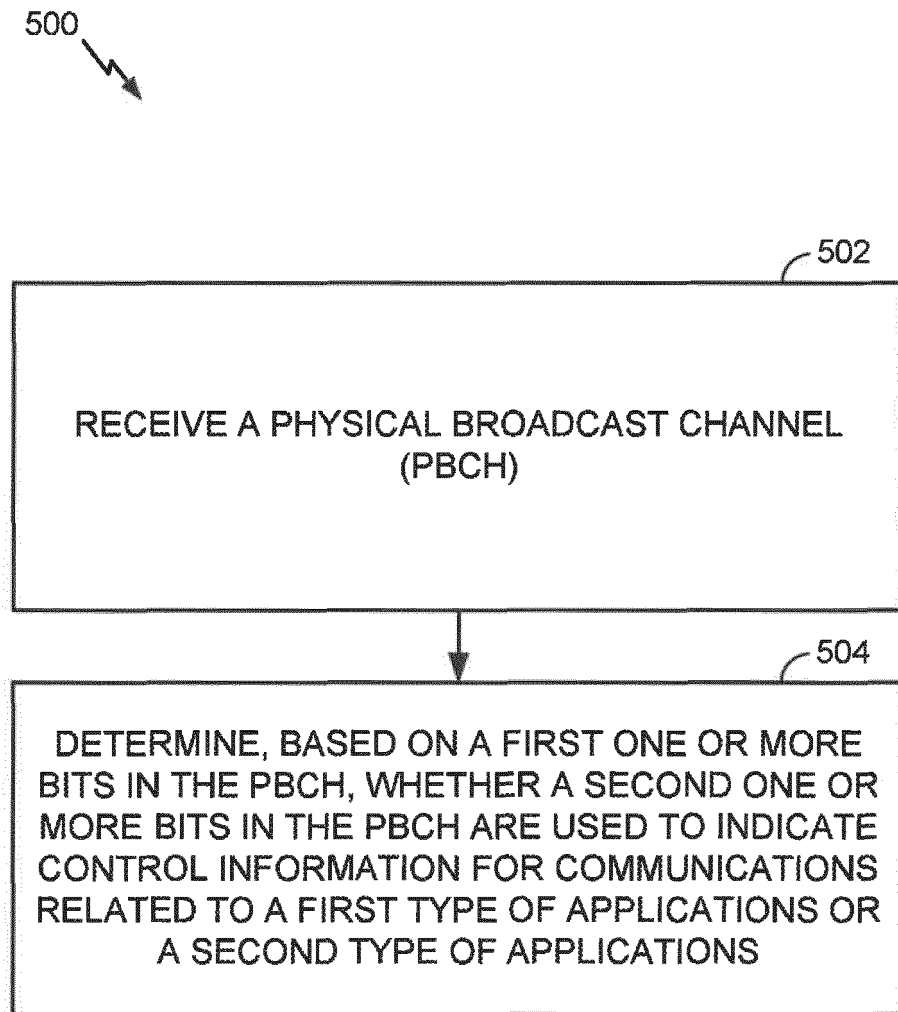 500
502
RECEIVE A PHYSICAL BROADCAST CHANNEL
(PBCH)
504
DETERMINE, BASED ON A FIRST ONE OR MORE
BITS IN THE PBCH, WHETHER A SECOND ONE OR
MORE BITS IN THE PBCH ARE USED TO INDICATE
CONTROL INFORMATION FOR COMMUNICATIONS
RELATED TO A FIRST TYPE OF APPLICATIONS OR
A SECOND TYPE OF APPLICATIONS